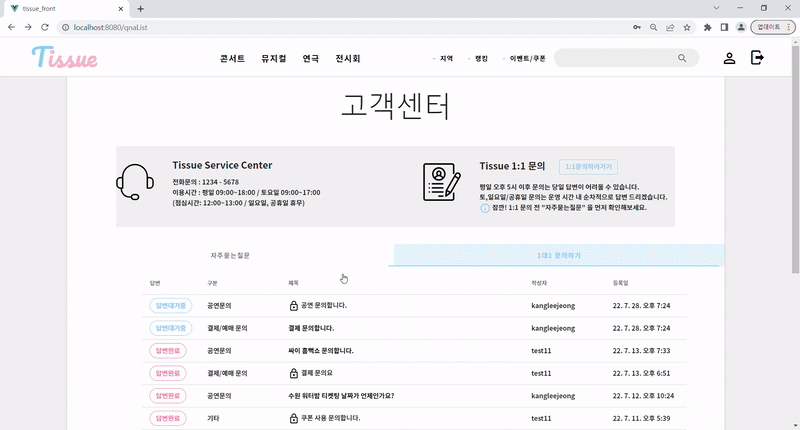 tissue_front
localhost:8080/qnaList
업데이트
Tissue
콘서트 뮤지컬 연극 전시회
· 지역 · 랭킹 · 이벤트/쿠폰
고객센터
Tissue Service Center
전화문의 : 1234 - 5678
이용시간 : 평일 09:00~18:00 / 토요일 09:00~17:00
(점심시간: 12:00~13:00 / 일요일, 공휴일 휴무)
Tissue 1:1 문의 1:1문의하러가기
평일 오후 5시 이후 문의는 당일 답변이 어려울 수 있습니다.
토,일요일/공휴일 문의는 운영 시간 내 순차적으로 답변 드리겠습니다.
잠깐! 1:1 문의 전 "자주묻는질문" 을 먼저 확인해보세요.
자주묻는질문 1대1 문의하기
답변 구분 제목 작성자 등록일
답변대기중 공연문의 공연 문의합니다. kangleejeong 22. 7. 28. 오후 7:24
답변대기중 결제/예매 문의 결제 문의합니다. kangleejeong 22. 7. 28. 오후 7:24
답변완료 공연문의 싸이 흠뻑쇼 문의합니다. test11 22. 7. 13. 오후 7:33
답변완료 결제/예매 문의 결제 문의요 test11 22. 7. 13. 오후 6:51
답변완료 공연문의 수원 워터밤 티켓팅 날짜가 언제인가요? kangleejeong 22. 7. 12. 오후 10:24
답변완료 기타 쿠폰 사용 문의합니다. test11 22. 7. 11. 오후 5:39